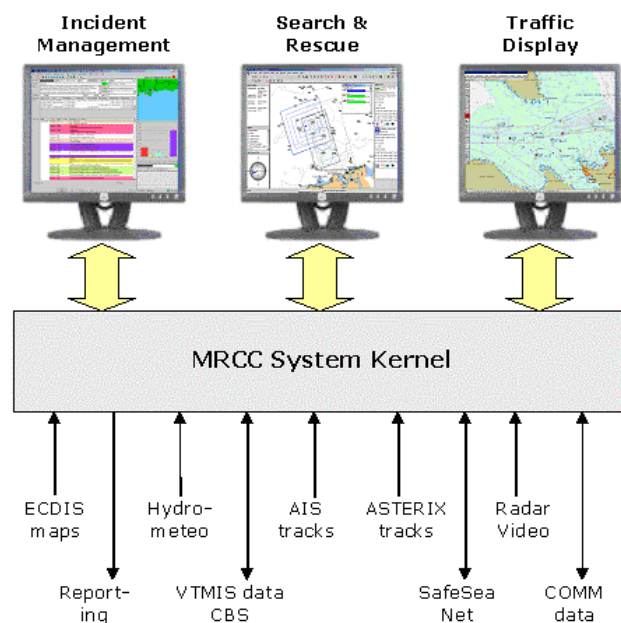 Incident
Management
Search &
Rescue
Traffic
Display
MRCC System Kernel
ECDIS
maps
Hydro-
meteo
AIS
tracks
ASTERIX
tracks
Radar
Video
Report-
ing
VTMIS data
CBS
SafeSea
Net
COMM
data